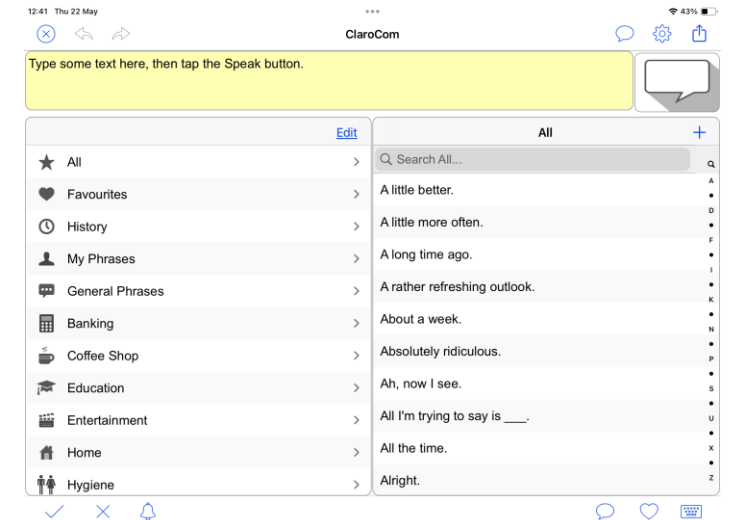 12:41 Thu 22 May
43%
ClaroCom
Type some text here, then tap the Speak button.
Edit
All
Favourites
History
My Phrases
General Phrases
Banking
Coffee Shop
Education
Entertainment
Home
Hygiene
All
Search All...
A little better.
A little more often.
A long time ago.
A rather refreshing outlook.
About a week.
Absolutely ridiculous.
Ah, now I see.
All I'm trying to say is ___.
All the time.
Alright.
A
D
F
I
K
N
P
S
U
X
Z